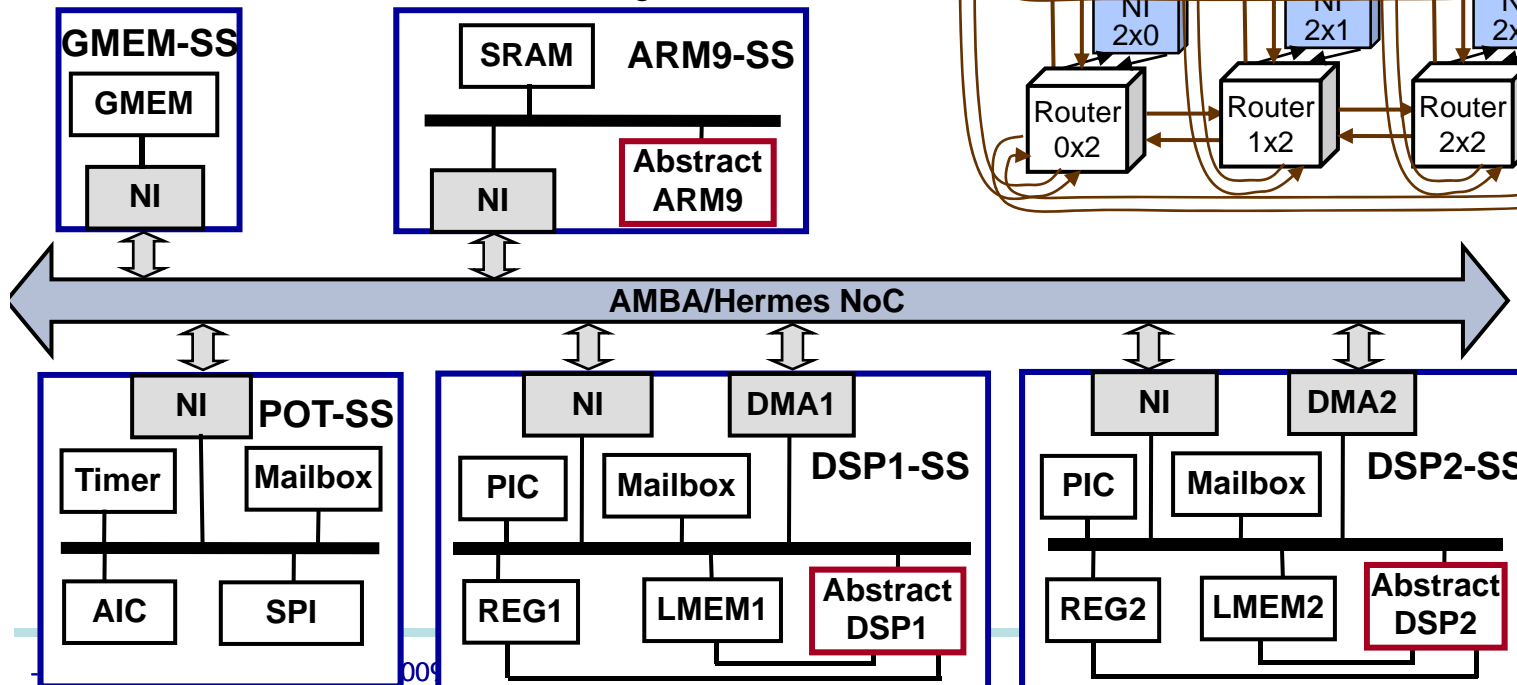 GMEM-SS
GMEM
NI
SRAM
ARM9-SS
Abstract
ARM9
NI
NI
2x0
NI
2x1
Router
0x2
Router
1x2
Router
2x2
AMBA/Hermes NoC
NI
POT-SS
Timer
Mailbox
AIC
SPI
NI
DMA1
DSP1-SS
PIC
Mailbox
REG1
LMEM1
Abstract
DSP1
NI
DMA2
DSP2-SS
PIC
Mailbox
REG2
LMEM2
Abstract
DSP2